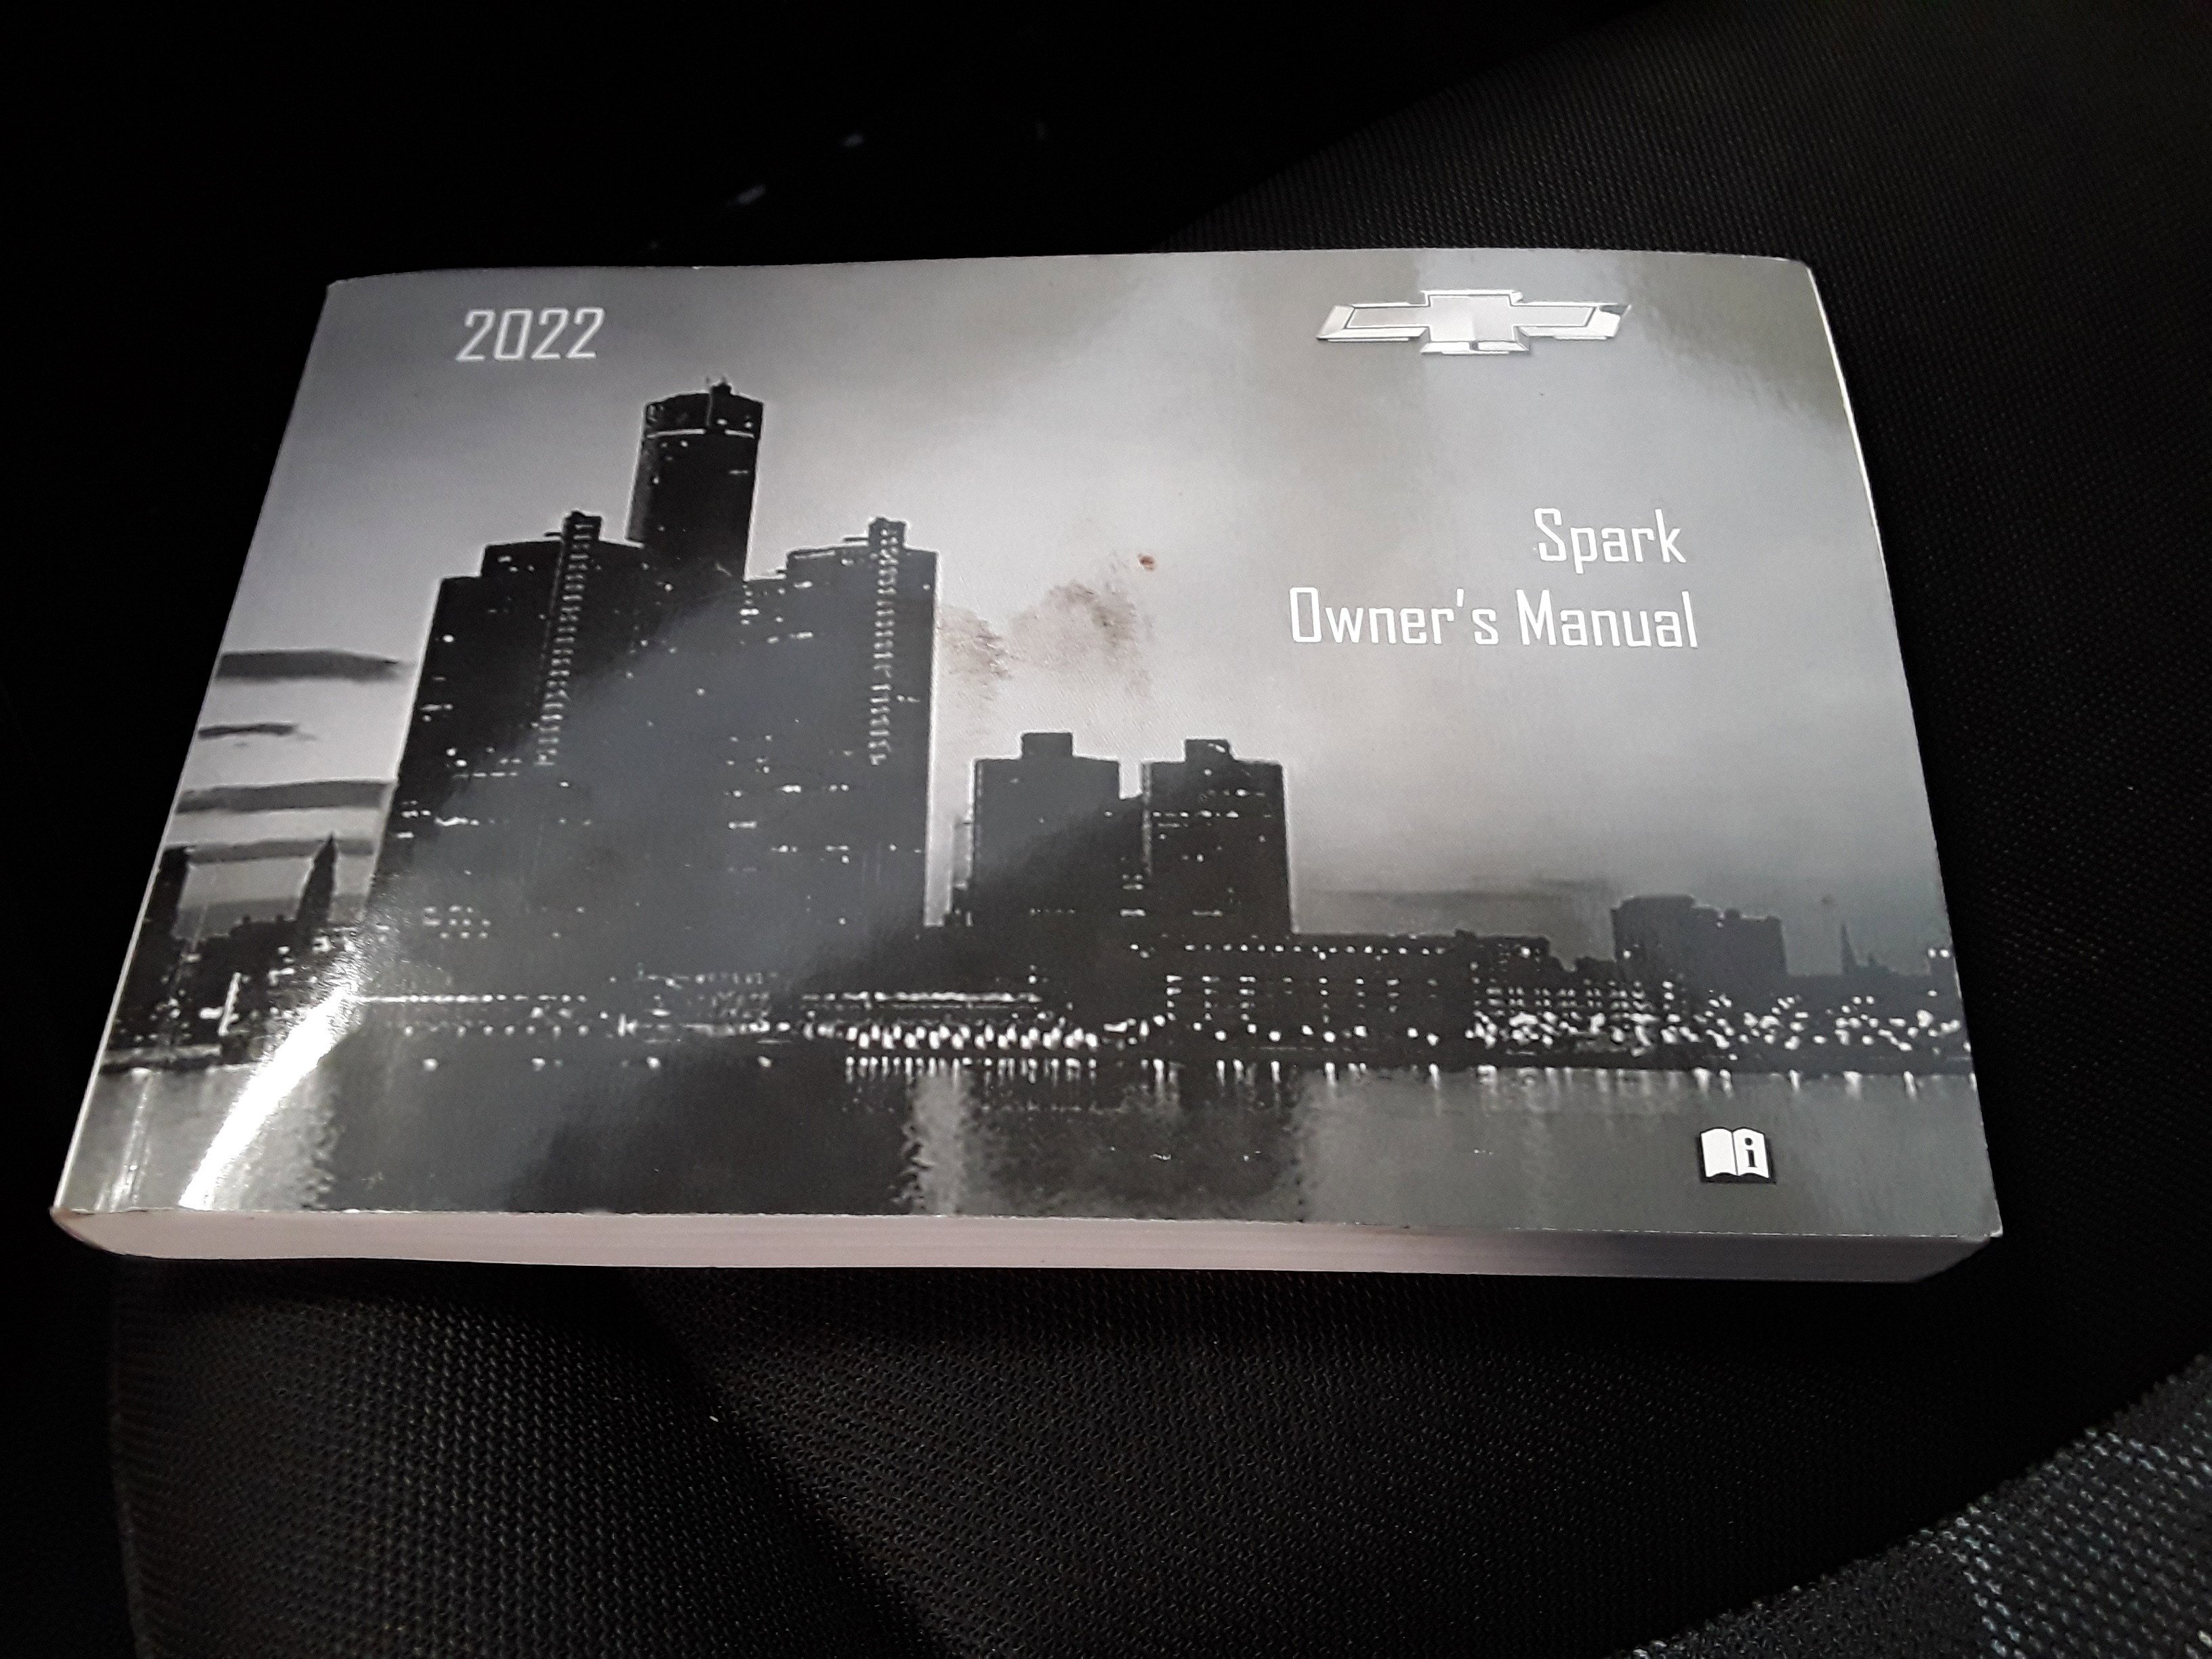 2022
Spark
Owner's Manual
i